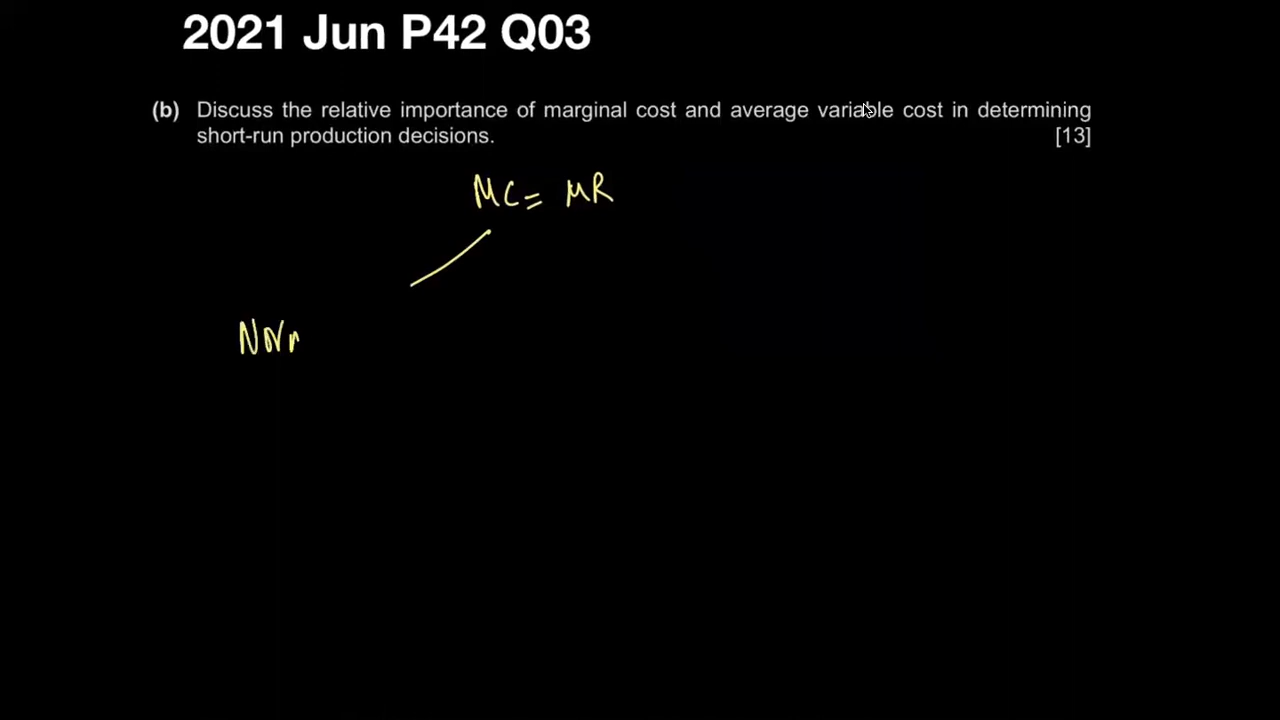 2021 Jun P42 Q03
(b) Discuss the relative importance of marginal cost and average variable cost in determining
short-run production decisions. [13]
MC = MR
Nor